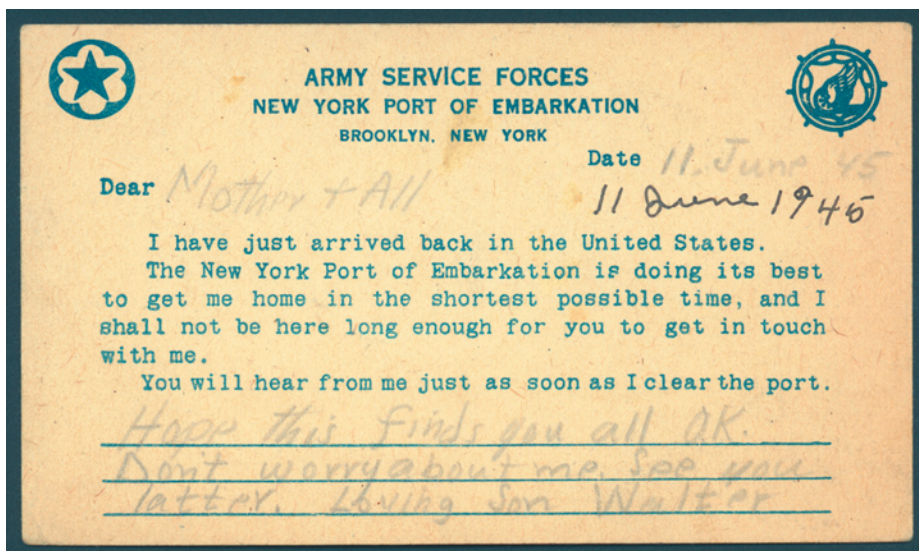 ARMY SERVICE FORCES
NEW YORK PORT OF EMBARKATION
BROOKLYN, NEW YORK
Date 11. June 45
Dear Mother + All
11 June 1945
I have just arrived back in the United States.
The New York Port of Embarkation is doing its best
to get me home in the shortest possible time, and I
shall not be here long enough for you to get in touch
with me.
You will hear from me just as soon as I clear the port.
Hope this finds you all OK.
Don't worry about me. See you
latter. Loving Son Walter